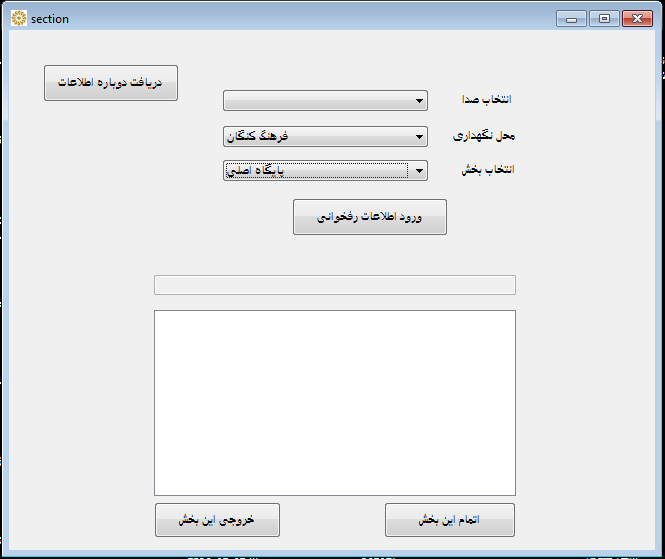 section
دریافت دوباره اطلاعات
انتخاب صدا
محل نگهداری
فرهنگ کنگان
انتخاب بخش
پایگاه اصلی
ورود اطلاعات رفخوانی
اتمام این بخش
خروجی این بخش